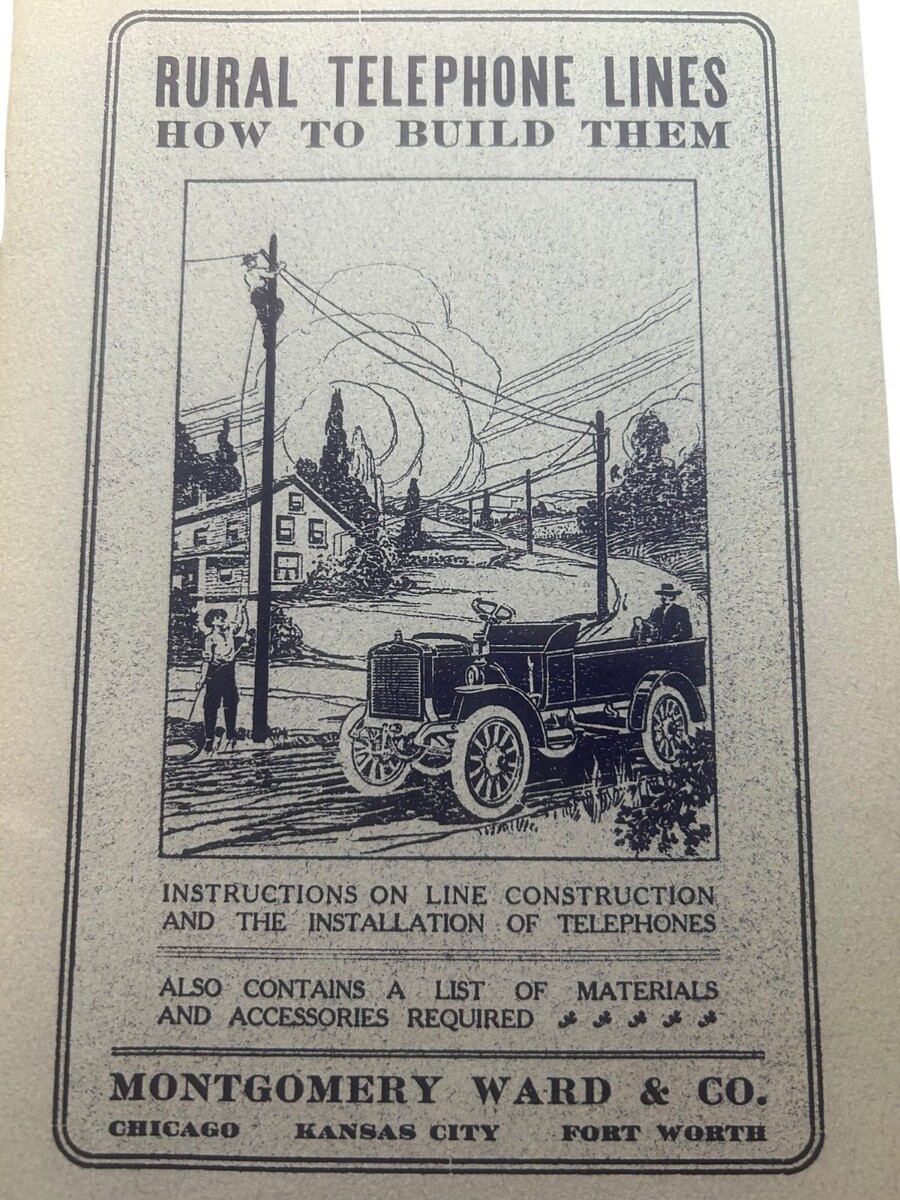 RURAL TELEPHONE LINES
HOW TO BUILD THEM
INSTRUCTIONS ON LINE CONSTRUCTION
AND THE INSTALLATION OF TELEPHONES
ALSO CONTAINS A LIST OF MATERIALS
AND ACCESSORIES REQUIRED
MONTGOMERY WARD & CO.
CHICAGO KANSAS CITY FORT WORTH